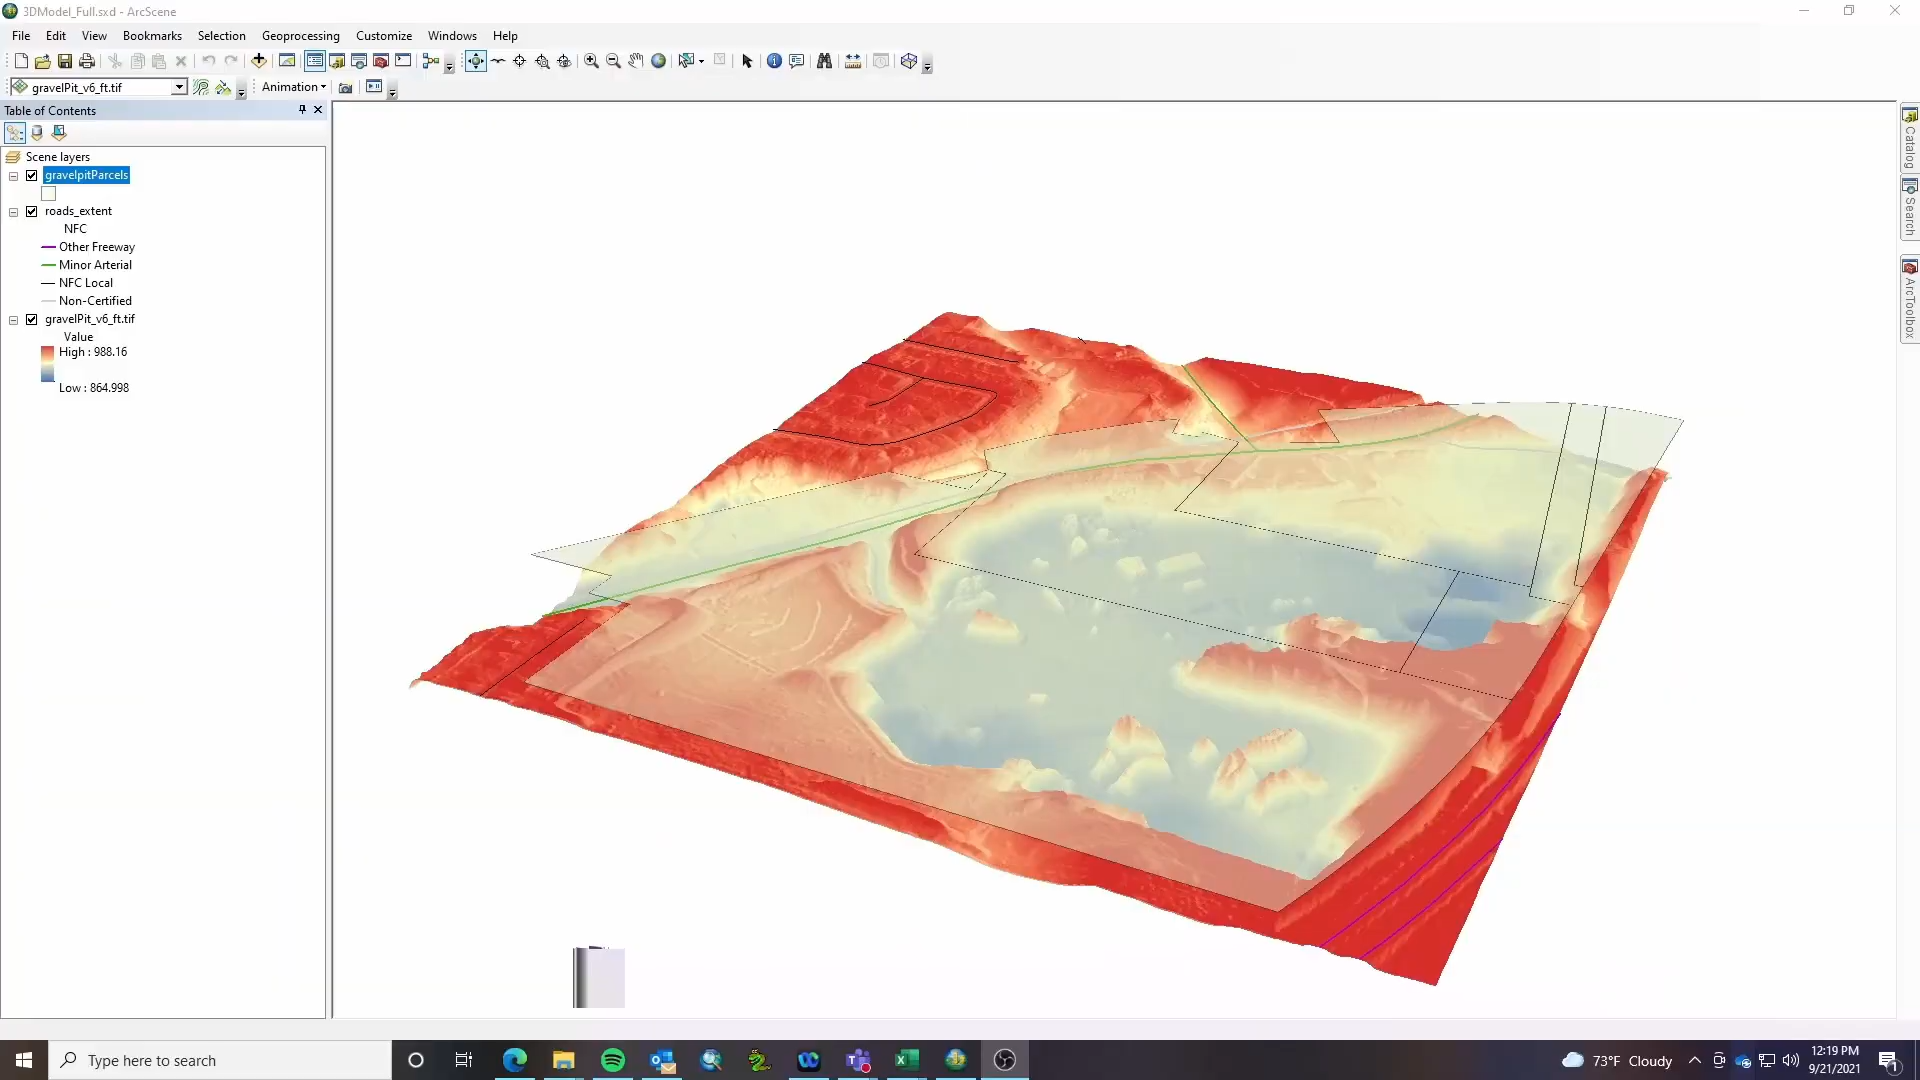 3DModel_Full.sxd - ArcScene
File Edit View Bookmarks Selection Geoprocessing Customize Windows Help
gravelPit_v6_ft.tif
Animation
Table of Contents
Scene layers
gravelpitParcels
roads_extent
NFC
Other Freeway
Minor Arterial
NFC Local
Non-Certified
gravelPit_v6_ft.tif
Value
High : 988.16
Low : 864.998
Catalog
Search
ArcToolbox
Type here to search
73°F Cloudy
12:19 PM
9/21/2021
1